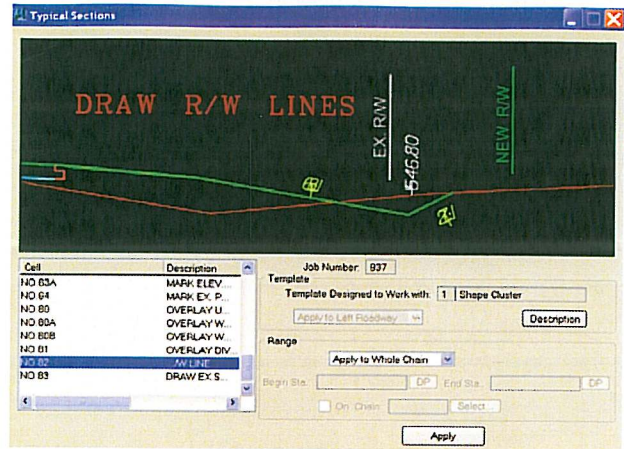 Typical Sections
DRAW R/W LINES
EX. R/W
546.80
NEW R/W
Cell Description
NO 63A MARK ELEV...
NO 64 MARK EX. P...
NO 80 OVERLAY U...
NO 80A OVERLAY W...
NO 80B OVERLAY W...
NO 81 OVERLAY DIV...
NO 82 /W LINE
NO 83 DRAW EX S...
Job Number: 937
Template
Template Designed to Work with: 1 Shape Cluster
Apply to Left Roadway
Description
Range
Apply to Whole Chain
Begin Sta. DP End Sta. DP
On Chain Select...
Apply